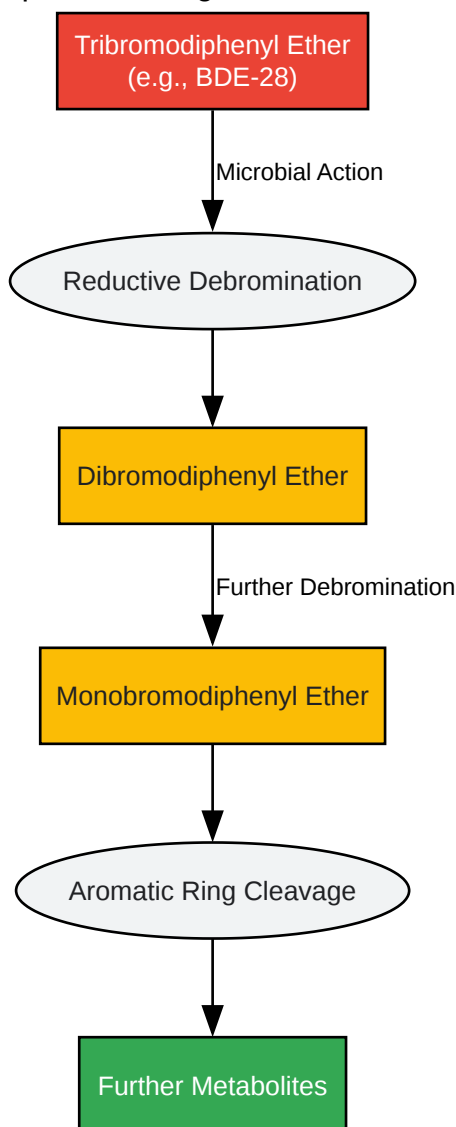 Tribromodiphenyl Ether
(e.g., BDE-28)
Microbial Action
Reductive Debromination
Dibromodiphenyl Ether
Further Debromination
Monobromodiphenyl Ether
Aromatic Ring Cleavage
Further Metabolites